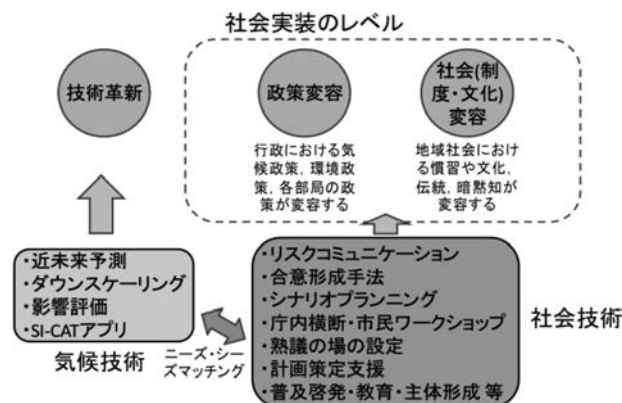 社会実装のレベル
技術革新
政策変容
社会(制
度・文化)
変容
行政における気
候政策, 環境政
策, 各部局の政
策が変容する
地域社会におけ
る慣習や文化,
伝統, 暗黙知が
変容する
・近未来予測
・ダウンスケーリング
・影響評価
・SI-CATアプリ
気候技術
ニーズ・シー
ズマッチング
・リスクコミュニケーション
・合意形成手法
・シナリオプランニング
・庁内横断・市民ワークショップ
・熟議の場の設定
・計画策定支援
・普及啓発・教育・主体形成 等
社会技術